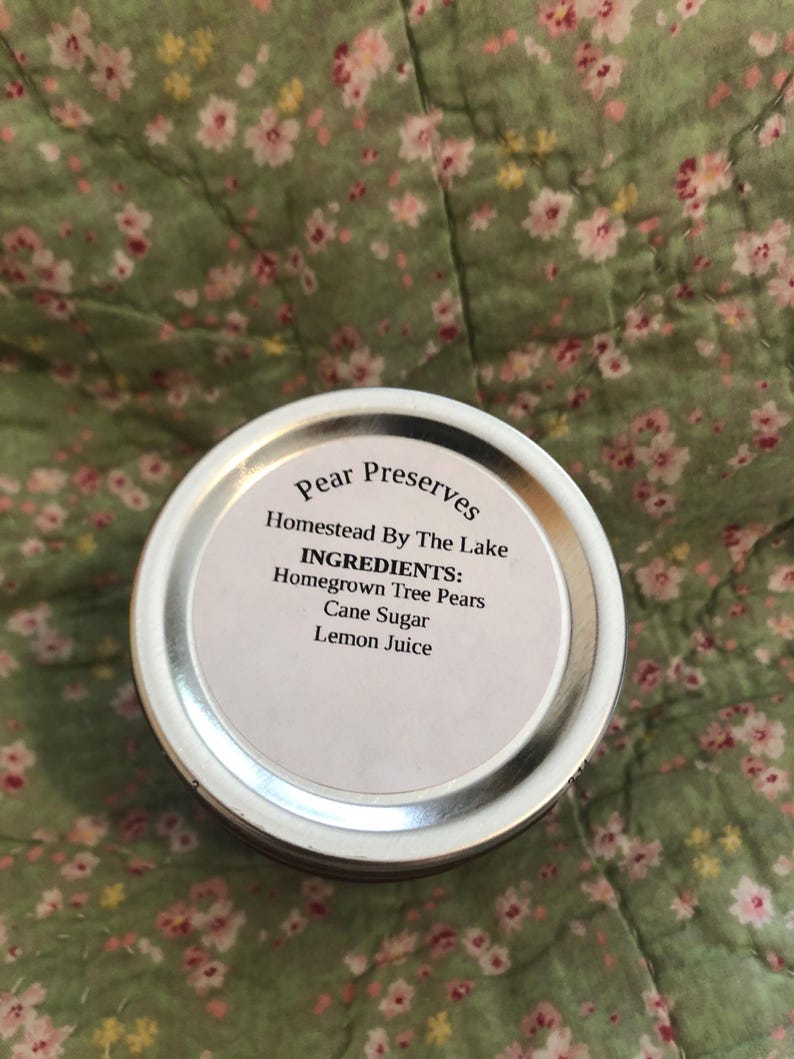 Pear Preserves
Homestead By The Lake
INGREDIENTS:
Homegrown Tree Pears
Cane Sugar
Lemon Juice